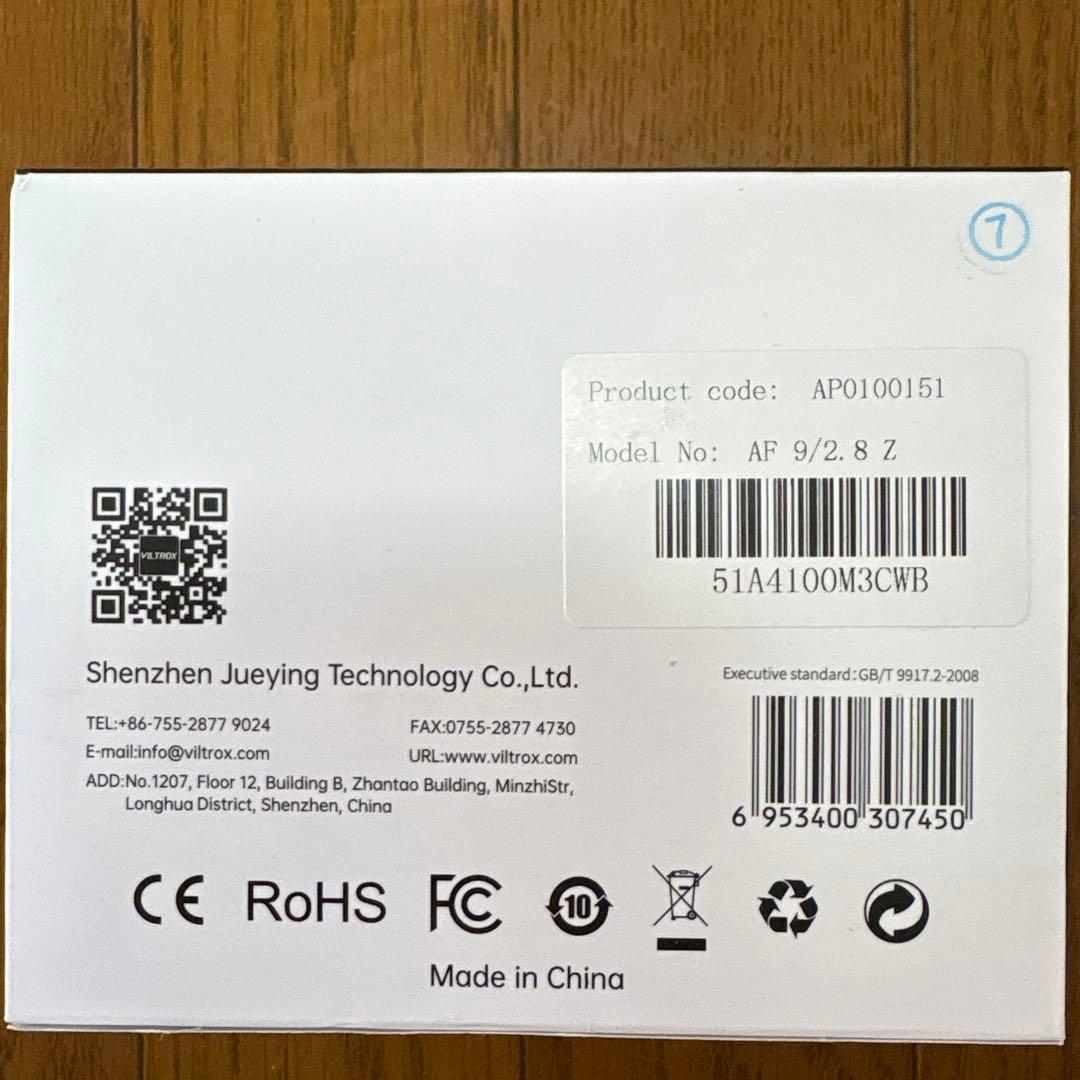 7
Product code: AP0100151
Model No: AF 9/2.8 Z
51A4100M3CWB
VILTROX
Shenzhen Jueying Technology Co.,Ltd.
TEL:+86-755-2877 9024 FAX:0755-2877 4730
E-mail:info@viltrox.com URL:www.viltrox.com
ADD:No.1207, Floor 12, Building B, Zhantao Building, MinzhiStr,
Longhua District, Shenzhen, China
Executive standard:GB/T 9917.2-2008
6 953400 307450
CE RoHS FC 10
Made in China